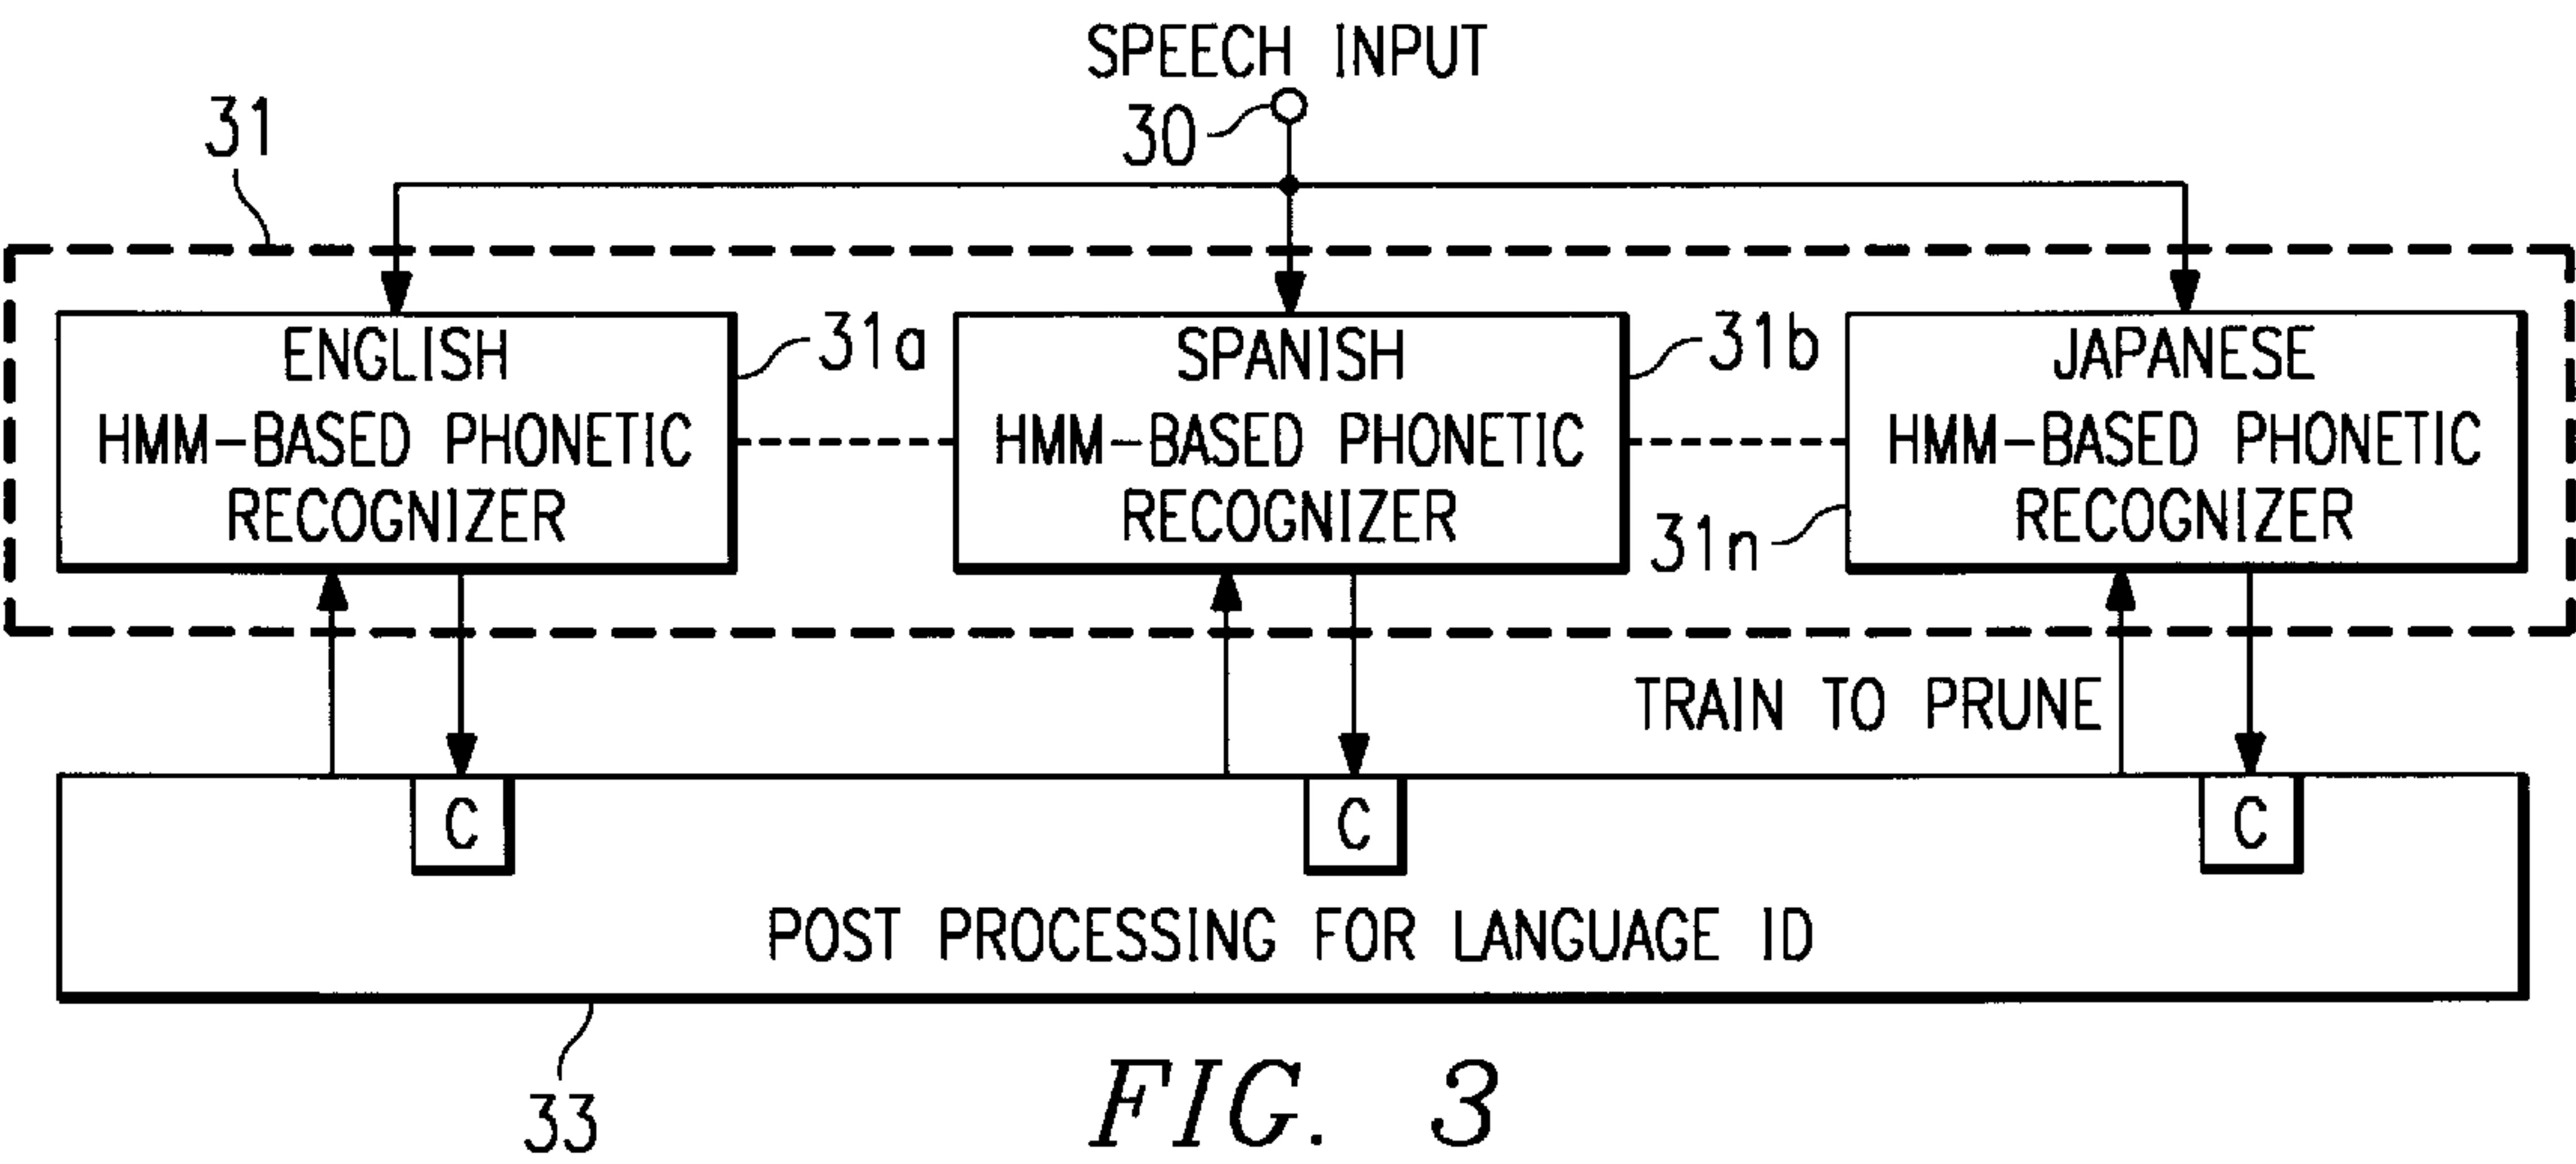 SPEECH INPUT
30
31
ENGLISH
HMM-BASED PHONETIC
RECOGNIZER
31a
SPANISH
HMM-BASED PHONETIC
RECOGNIZER
31b
JAPANESE
HMM-BASED PHONETIC
RECOGNIZER
31n
TRAIN TO PRUNE
C
C
C
POST PROCESSING FOR LANGUAGE ID
33
FIG. 3